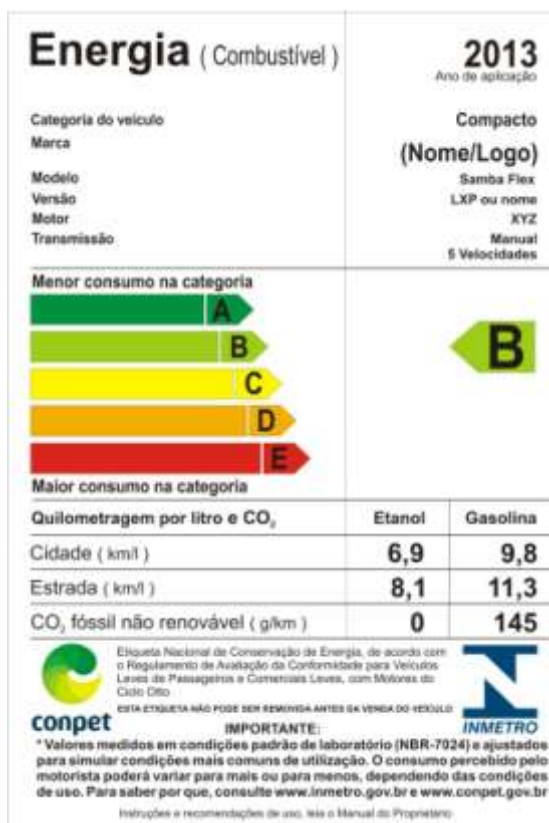 Energia ( Combustível ) 2013
Ano de aplicação
Categoria do veículo Compacto
Marca (Nome/Logo)
Modelo Samba Flex
Versão LXP ou nome
Motor XYZ
Transmissão Manual
5 Velocidades
Menor consumo na categoria
A
B B
C
D
E
Maior consumo na categoria
Quilometragem por litro e CO₂ Etanol Gasolina
Cidade ( km/l ) 6,9 9,8
Estrada ( km/l ) 8,1 11,3
CO₂ fóssil não renovável ( g/km ) 0 145
Etiqueta Nacional de Conservação de Energia, de acordo com
o Regulamento de Avaliação da Conformidade para Veículos
Leves de Passageiros e Comerciais Leves, com Motores do
Ciclo Otto
ESTA ETIQUETA NÃO PODE SER REMOVIDA ANTES DA VENDA DO VEÍCULO
conpet INMETRO
IMPORTANTE:
* Valores medidos em condições padrão de laboratório (NBR-7024) e ajustados
para simular condições mais comuns de utilização. O consumo percebido pelo
motorista poderá variar para mais ou para menos, dependendo das condições
de uso. Para saber por que, consulte www.inmetro.gov.br e www.conpet.gov.br
Instruções e recomendações de uso, leia o Manual do Proprietário